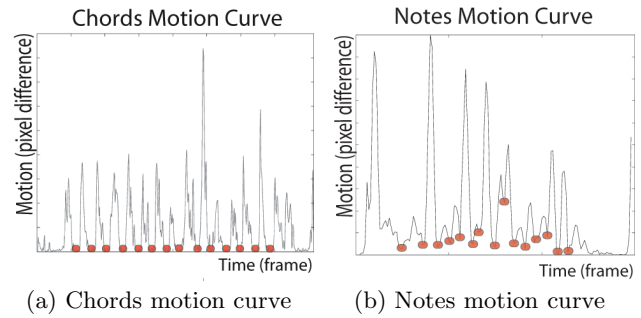 Chords Motion Curve
Motion (pixel difference)
Time (frame)
(a) Chords motion curve
Notes Motion Curve
Motion (pixel difference)
Time (frame)
(b) Notes motion curve